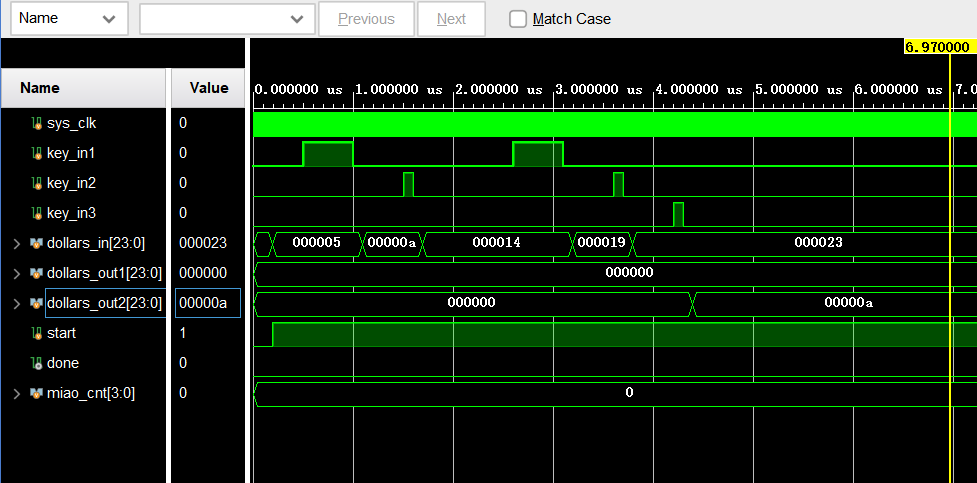 Name Previous Next Match Case
6.970000
Name Value
0.000000 us 1.000000 us 2.000000 us 3.000000 us 4.000000 us 5.000000 us 6.000000 us 7.0
sys_clk 0
key_in1 0
key_in2 0
key_in3 0
dollars_in[23:0] 000023 000005 00000a 000014 000019 000023
dollars_out1[23:0] 000000 000000
dollars_out2[23:0] 00000a 000000 00000a
start 1
done 0
miao_cnt[3:0] 0 0